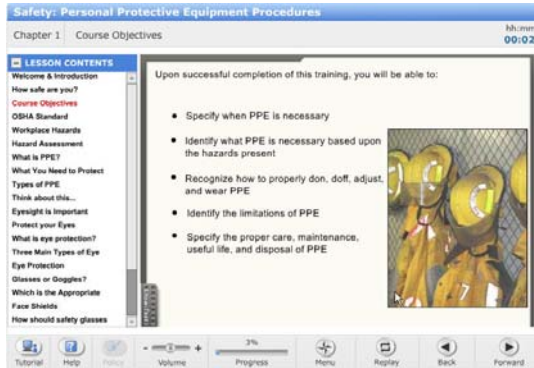 Safety: Personal Protective Equipment Procedures
Chapter 1 Course Objectives
hh:mm
00:02
LESSON CONTENTS
Welcome & Introduction
How safe are you?
Course Objectives
OSHA Standard
Workplace Hazards
Hazard Assessment
What is PPE?
What You Need to Protect
Types of PPE
Think about this...
Eyesight is Important
Protect your Eyes
What is eye protection?
Three Main Types of Eye
Eye Protection
Glasses or Goggles?
Which is the Appropriate
Face Shields
How should safety glasses
Upon successful completion of this training, you will be able to:
• Specify when PPE is necessary
• Identify what PPE is necessary based upon
the hazards present
• Recognize how to properly don, doff, adjust,
and wear PPE
• Identify the limitations of PPE
• Specify the proper care, maintenance,
useful life, and disposal of PPE
Tutorial
Help
Policy
- +
Volume
3%
Progress
Menu
Replay
Back
Forward